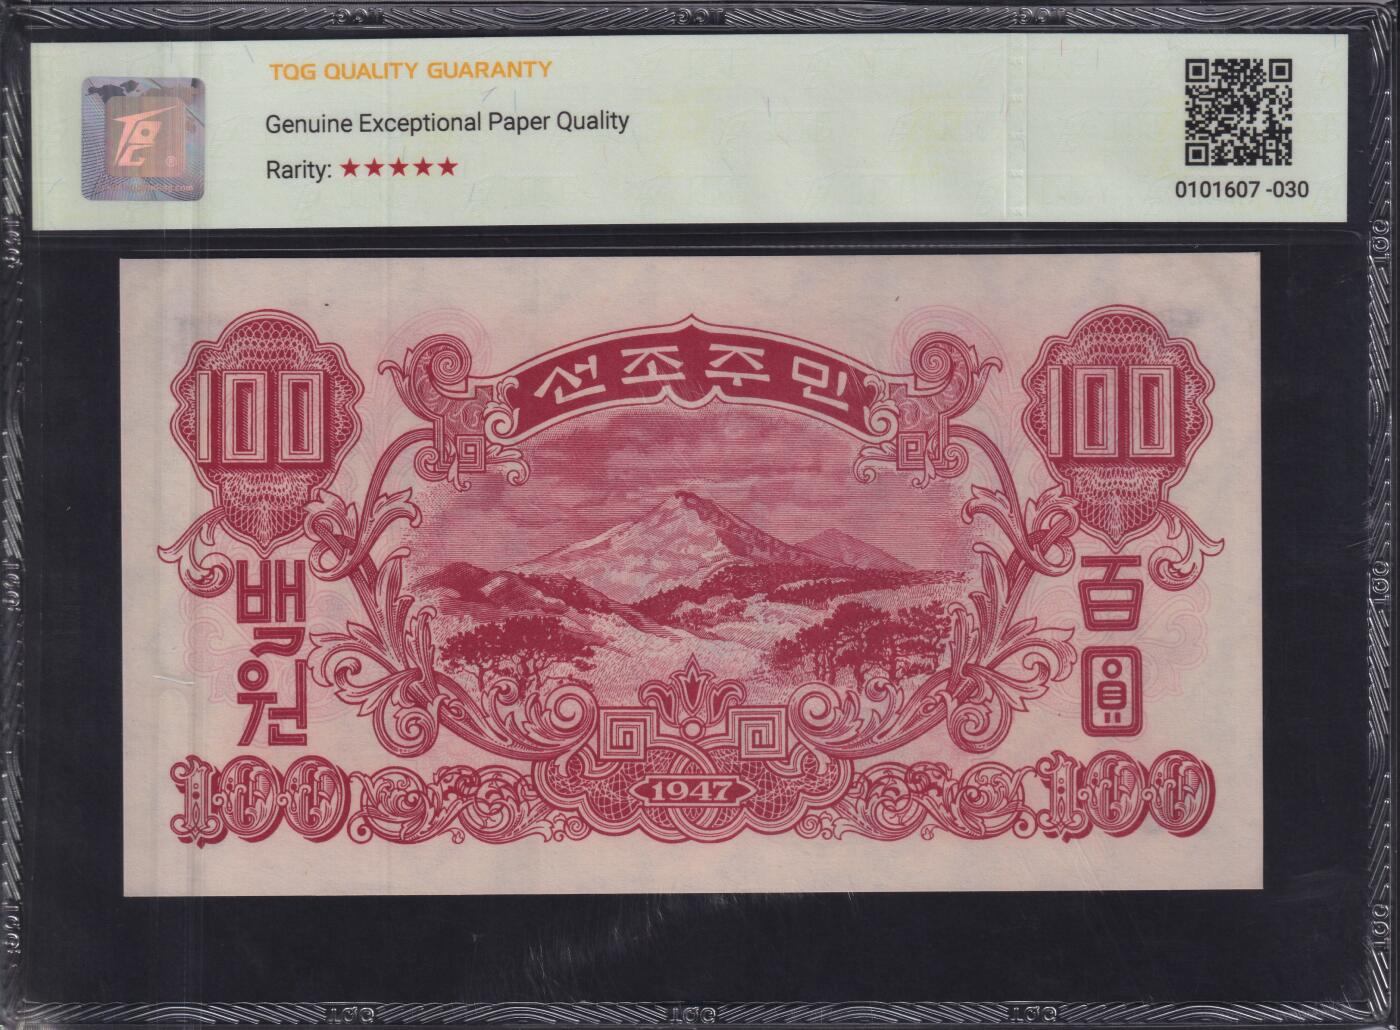 TQG QUALITY GUARANTY
Genuine Exceptional Paper Quality
Rarity: ★★★★★
0101607 -030
선조주민
100
100
백원
百圓
100
1947
100